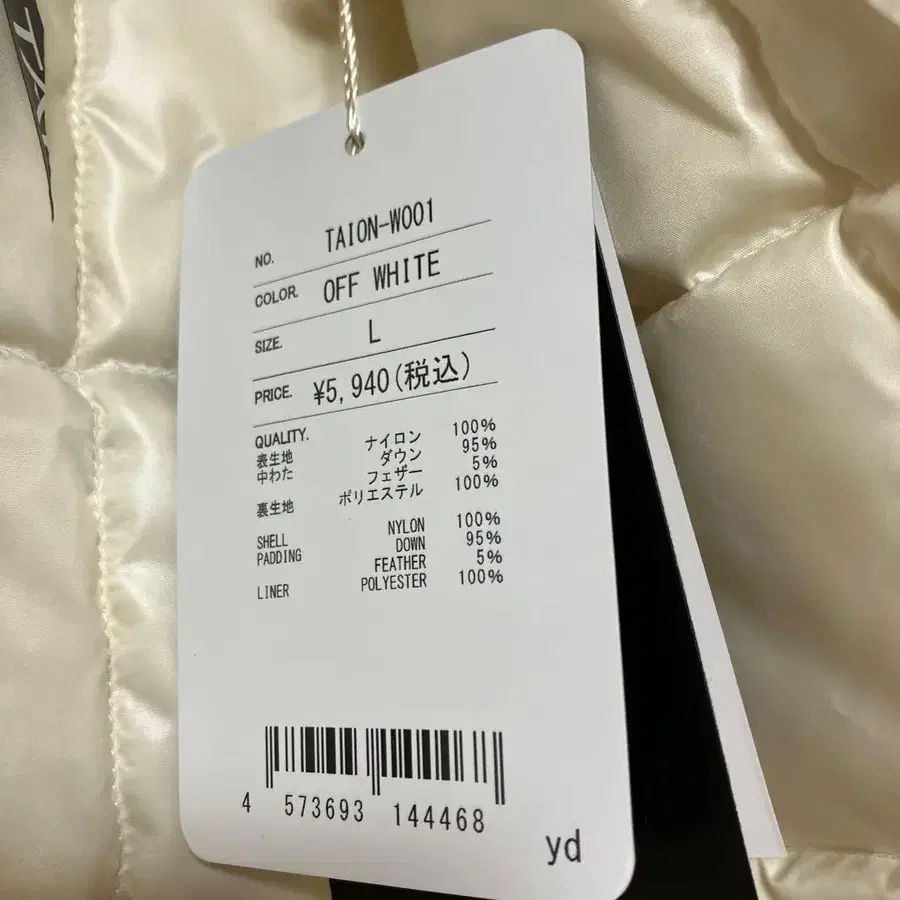 NO. TAION-W001
COLOR. OFF WHITE
SIZE. L
PRICE. ¥5,940(税込)
QUALITY.
表生地 ナイロン 100%
中わた ダウン 95%
フェザー 5%
裏生地 ポリエステル 100%
SHELL NYLON 100%
PADDING DOWN 95%
FEATHER 5%
LINER POLYESTER 100%
4 573693 144468
yd